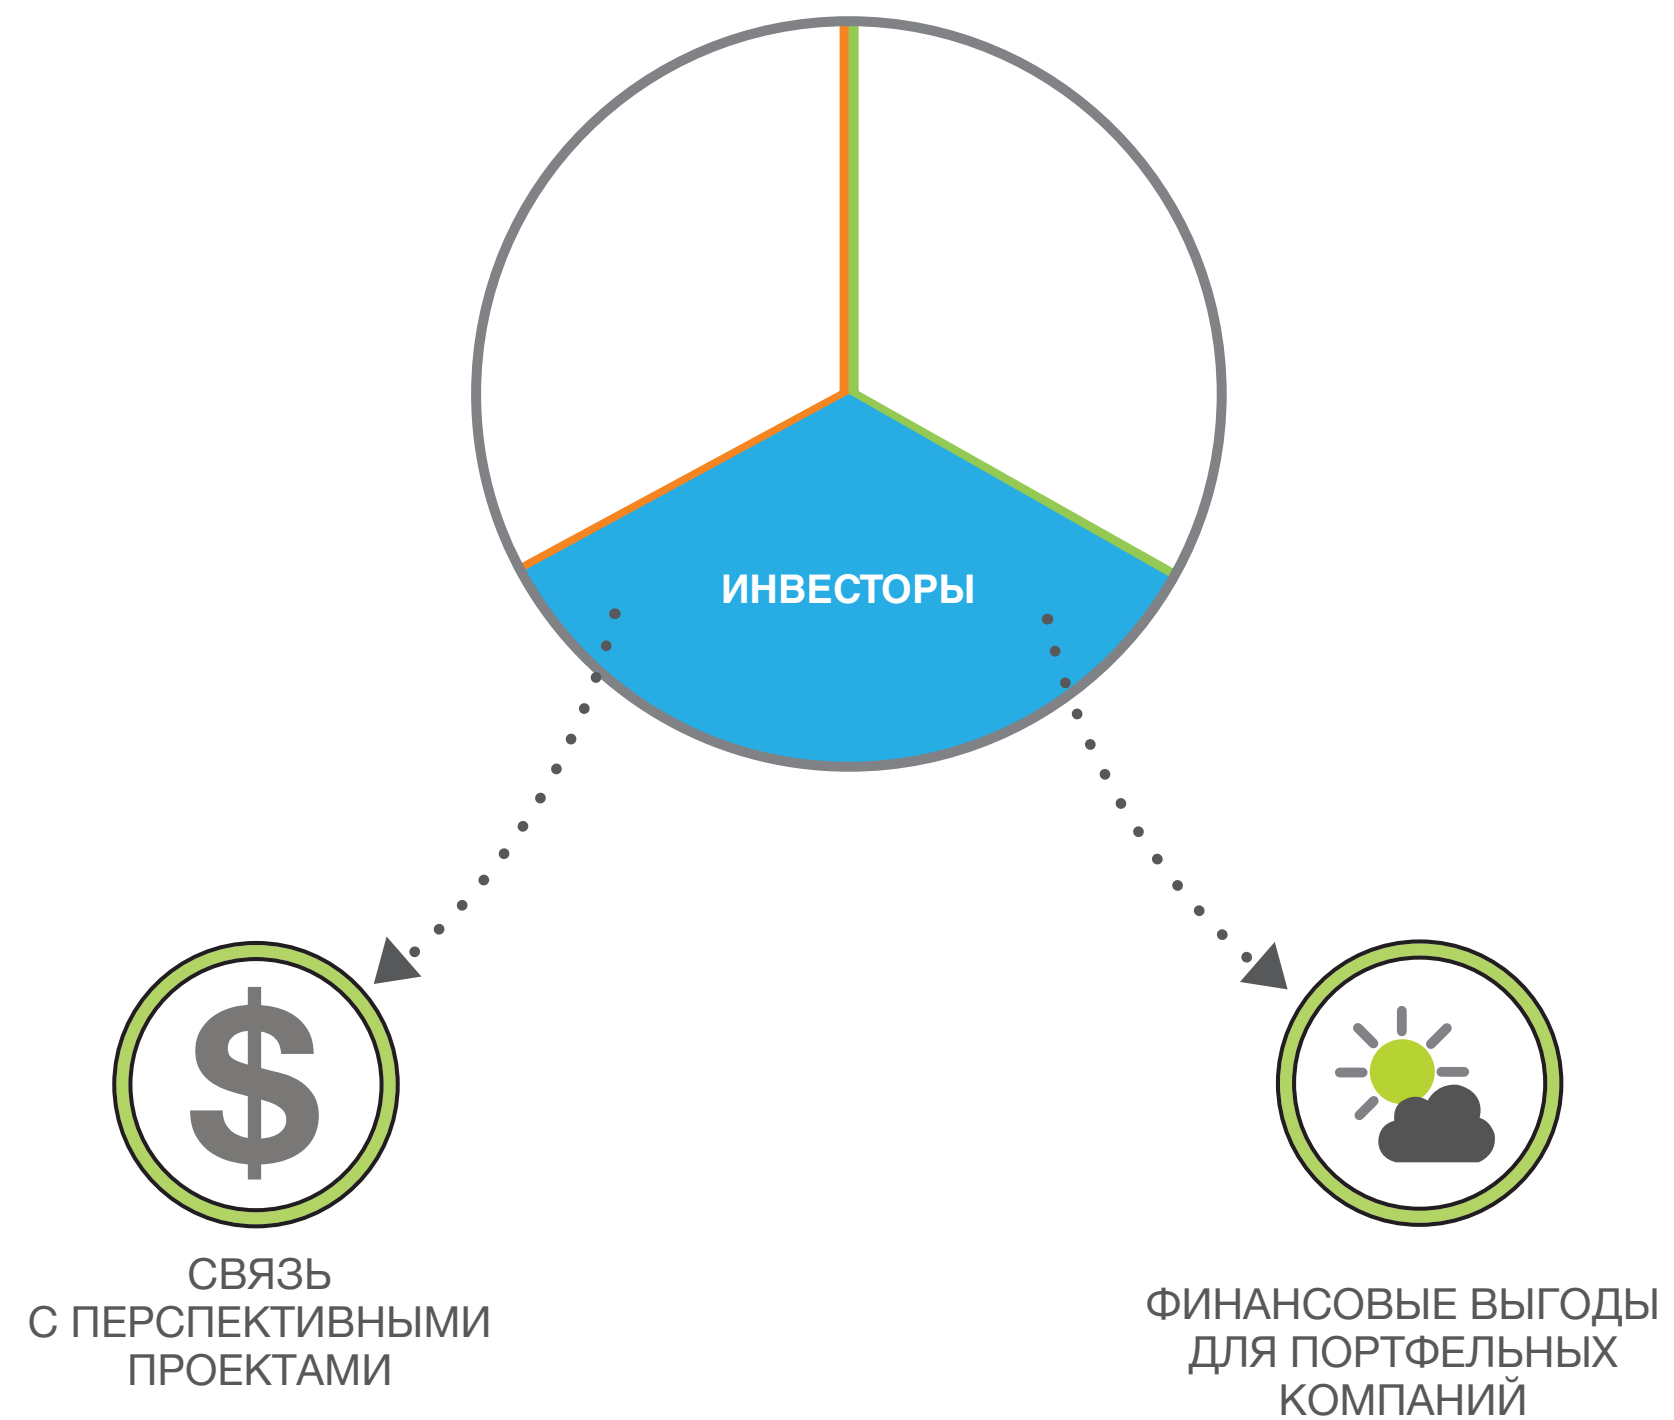 ИНВЕСТОРЫ
$
СВЯЗЬ
С ПЕРСПЕКТИВНЫМИ
ПРОЕКТАМИ
ФИНАНСОВЫЕ ВЫГОДЫ
ДЛЯ ПОРТФЕЛЬНЫХ
КОМПАНИЙ